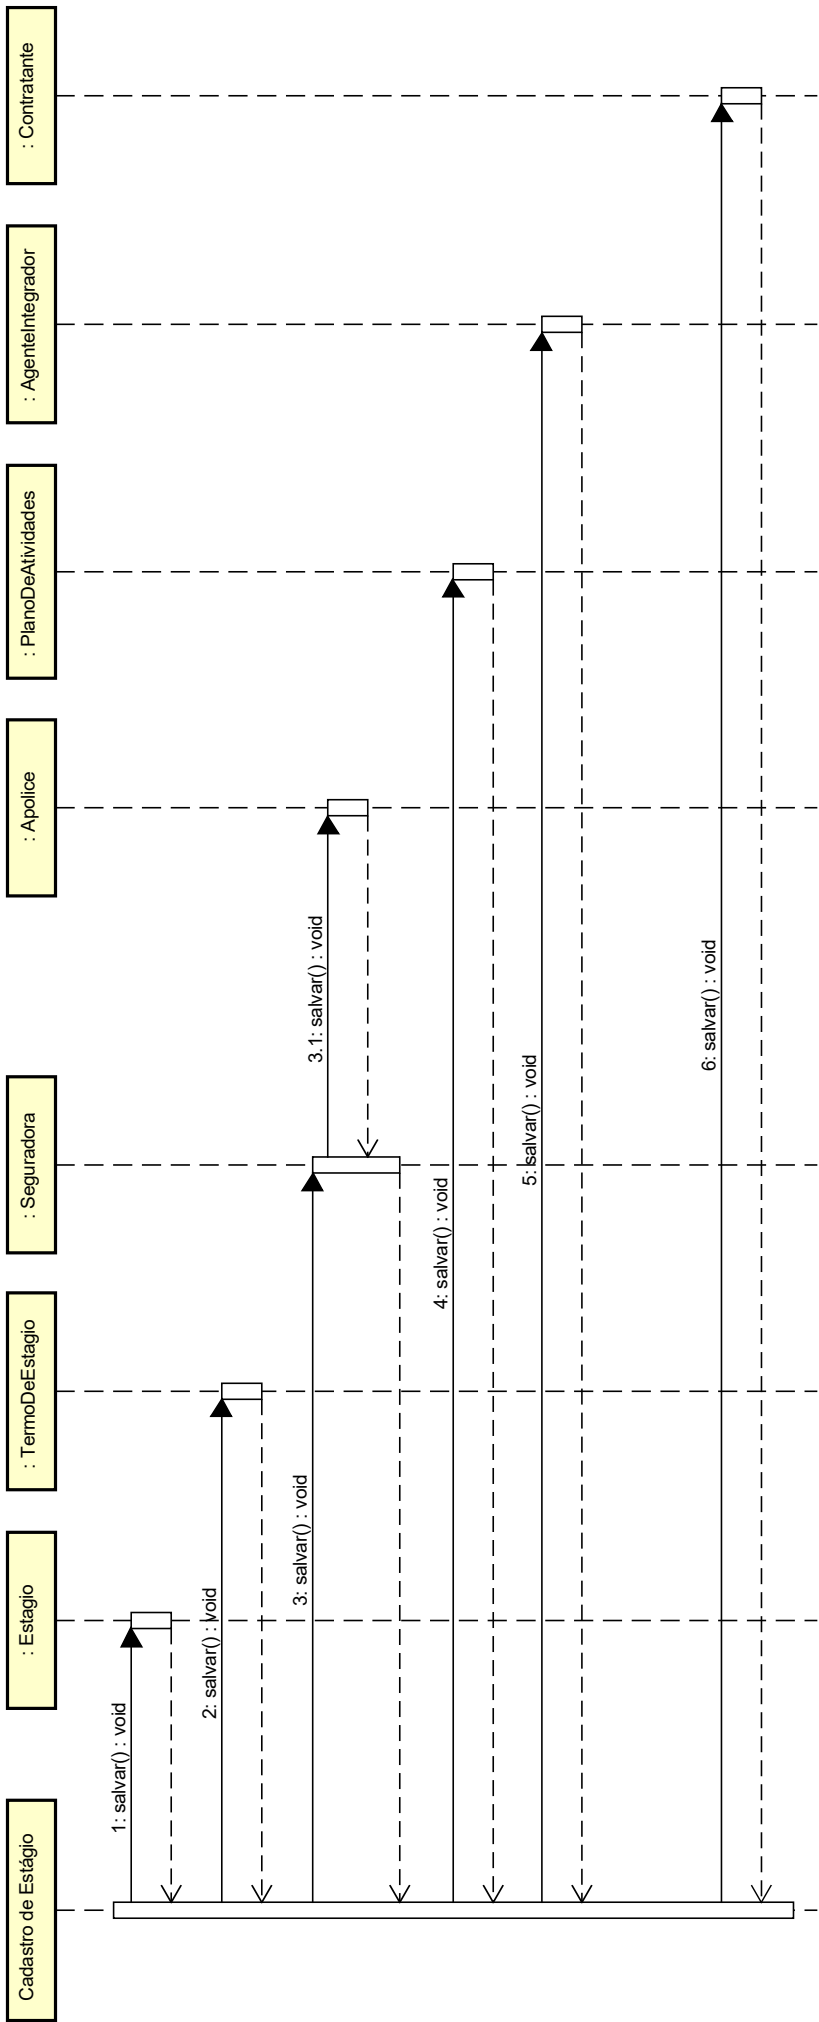 Cadastro de Estágio
: Estagio
: TermoDeEstagio
: Seguradora
: Apolice
: PlanoDeAtividades
: AgenteIntegrador
: Contratante
1: salvar() : void
2: salvar() : void
3: salvar() : void
3.1: salvar() : void
4: salvar() : void
5: salvar() : void
6: salvar() : void